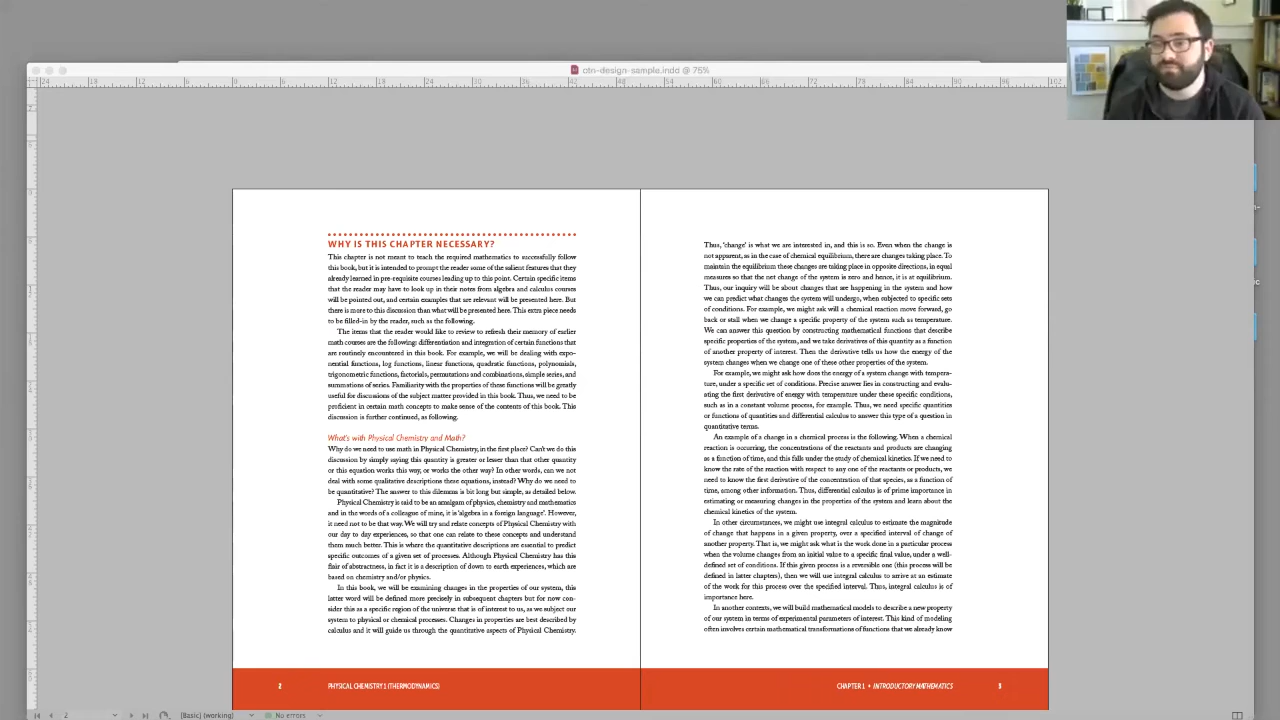 ctn-design-sample.indd @ 75%
24 18 12 6 0 6 12 18 24 30 36 42 48 54 60 66 72 78 84 90 96 102
WHY IS THIS CHAPTER NECESSARY?
This chapter is not meant to teach the required mathematics to successfully follow
this book, but it is intended to prompt the reader some of the salient features that they
already learned in pre-requisite courses leading up to this point. Certain specific items
that the reader may have to look up in their notes from algebra and calculus courses
will be pointed out, and certain examples that are relevant will be presented here. But
there is more to this discussion than what will be presented here. This extra piece needs
to be filled-in by the reader, such as the following.
The items that the reader would like to review to refresh their memory of earlier
math courses are the following: differentiation and integration of certain functions that
are routinely encountered in this book. For example, we will be dealing with expo-
nential functions, log functions, linear functions, quadratic functions, polynomials,
trigonometric functions, factorials, permutations and combinations, simple series, and
summations of series. Familiarity with the properties of these functions will be greatly
useful for discussions of the subject matter provided in this book. Thus, we need to be
proficient in certain math concepts to make sense of the contents of this book. This
discussion is further continued, as following.
What's with Physical Chemistry and Math?
Why do we need to use math in Physical Chemistry, in the first place? Can't we do this
discussion by simply saying this quantity is greater or lesser than that other quantity
or this equation works this way, or works the other way? In other words, can we not
deal with some qualitative descriptions these equations, instead? Why do we need to
be quantitative? The answer to this dilemma is bit long but simple, as detailed below.
Physical Chemistry is said to be an amalgam of physics, chemistry and mathematics
and in the words of a colleague of mine, it is 'algebra in a foreign language'. However,
it need not to be that way. We will try and relate concepts of Physical Chemistry with
our day to day experiences, so that one can relate to these concepts and understand
them much better. This is where the quantitative descriptions are essential to predict
specific outcomes of a given set of processes. Although Physical Chemistry has this
flair of abstractness, in fact it is a description of down to earth experiences, which are
based on chemistry and/or physics.
In this book, we will be examining changes in the properties of our system, this
latter word will be defined more precisely in subsequent chapters but for now con-
sider this as a specific region of the universe that is of interest to us, as we subject our
system to physical or chemical processes. Changes in properties are best described by
calculus and it will guide us through the quantitative aspects of Physical Chemistry.
2 PHYSICAL CHEMISTRY 1 (THERMODYNAMICS)
Thus, 'change' is what we are interested in, and this is so. Even when the change is
not apparent, as in the case of chemical equilibrium, there are changes taking place. To
maintain the equilibrium these changes are taking place in opposite directions, in equal
measures so that the net change of the system is zero and hence, it is at equilibrium.
Thus, our inquiry will be about changes that are happening in the system and how
we can predict what changes the system will undergo, when subjected to specific sets
of conditions. For example, we might ask will a chemical reaction move forward, go
back or stall when we change a specific property of the system such as temperature.
We can answer this question by constructing mathematical functions that describe
specific properties of the system, and we take derivatives of this quantity as a function
of another property of interest. Then the derivative tells us how the energy of the
system changes when we change one of these other properties of the system.
For example, we might ask how does the energy of a system change with tempera-
ture, under a specific set of conditions. Precise answer lies in constructing and evalu-
ating the first derivative of energy with temperature under these specific conditions,
such as in a constant volume process, for example. Thus, we need specific quantities
or functions of quantities and differential calculus to answer this type of a question in
quantitative terms.
An example of a change in a chemical process is the following. When a chemical
reaction is occurring, the concentrations of the reactants and products are changing
as a function of time, and this falls under the study of chemical kinetics. If we need to
know the rate of the reaction with respect to any one of the reactants or products, we
need to know the first derivative of the concentration of that species, as a function of
time, among other information. Thus, differential calculus is of prime importance in
estimating or measuring changes in the properties of the system and learn about the
chemical kinetics of the system.
In other circumstances, we might use integral calculus to estimate the magnitude
of change that happens in a given property, over a specified interval of change of
another property. That is, we might ask what is the work done in a particular process
when the volume changes from an initial value to a specific final value, under a well-
defined set of conditions. If this given process is a reversible one (this process will be
defined in latter chapters), then we will use integral calculus to arrive at an estimate
of the work for this process over the specified interval. Thus, integral calculus is of
importance here.
In another contexts, we will build mathematical models to describe a new property
of our system in terms of experimental parameters of interest. This kind of modeling
often involves certain mathematical transformations of functions that we already know
CHAPTER 1 • INTRODUCTORY MATHEMATICS 3
2 [Basic] (working) No errors